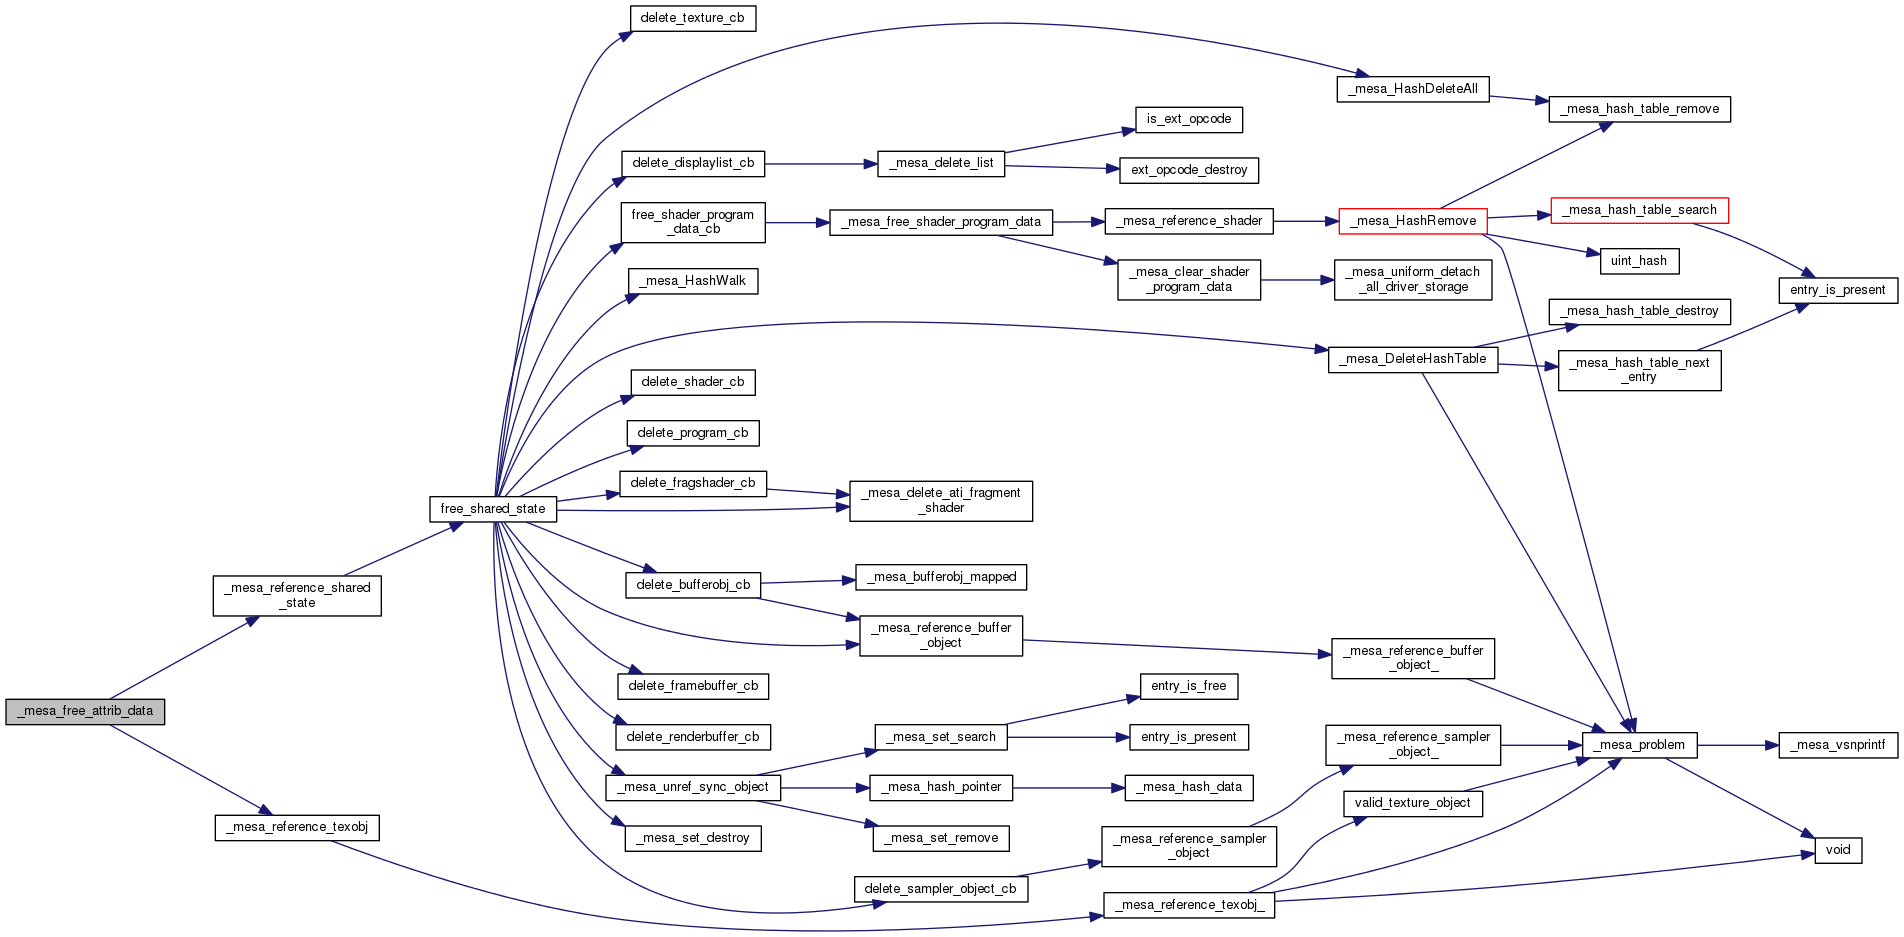 delete_texture_cb
_mesa_HashDeleteAll
_mesa_hash_table_remove
is_ext_opcode
delete_displaylist_cb
_mesa_delete_list
ext_opcode_destroy
free_shader_program
_data_cb
_mesa_free_shader_program_data
_mesa_reference_shader
_mesa_HashRemove
_mesa_hash_table_search
uint_hash
_mesa_HashWalk
_mesa_clear_shader
_program_data
_mesa_uniform_detach
_all_driver_storage
entry_is_present
_mesa_hash_table_destroy
_mesa_DeleteHashTable
_mesa_hash_table_next
_entry
delete_shader_cb
delete_program_cb
delete_fragshader_cb
_mesa_delete_ati_fragment
_shader
free_shared_state
delete_bufferobj_cb
_mesa_bufferobj_mapped
_mesa_reference_shared
_state
_mesa_reference_buffer
_object
_mesa_reference_buffer
_object_
delete_framebuffer_cb
entry_is_free
_mesa_free_attrib_data
delete_renderbuffer_cb
_mesa_set_search
entry_is_present
_mesa_reference_sampler
_object_
_mesa_problem
_mesa_vsnprintf
_mesa_unref_sync_object
_mesa_hash_pointer
_mesa_hash_data
valid_texture_object
_mesa_reference_texobj
_mesa_set_destroy
_mesa_set_remove
_mesa_reference_sampler
_object
void
delete_sampler_object_cb
_mesa_reference_texobj_